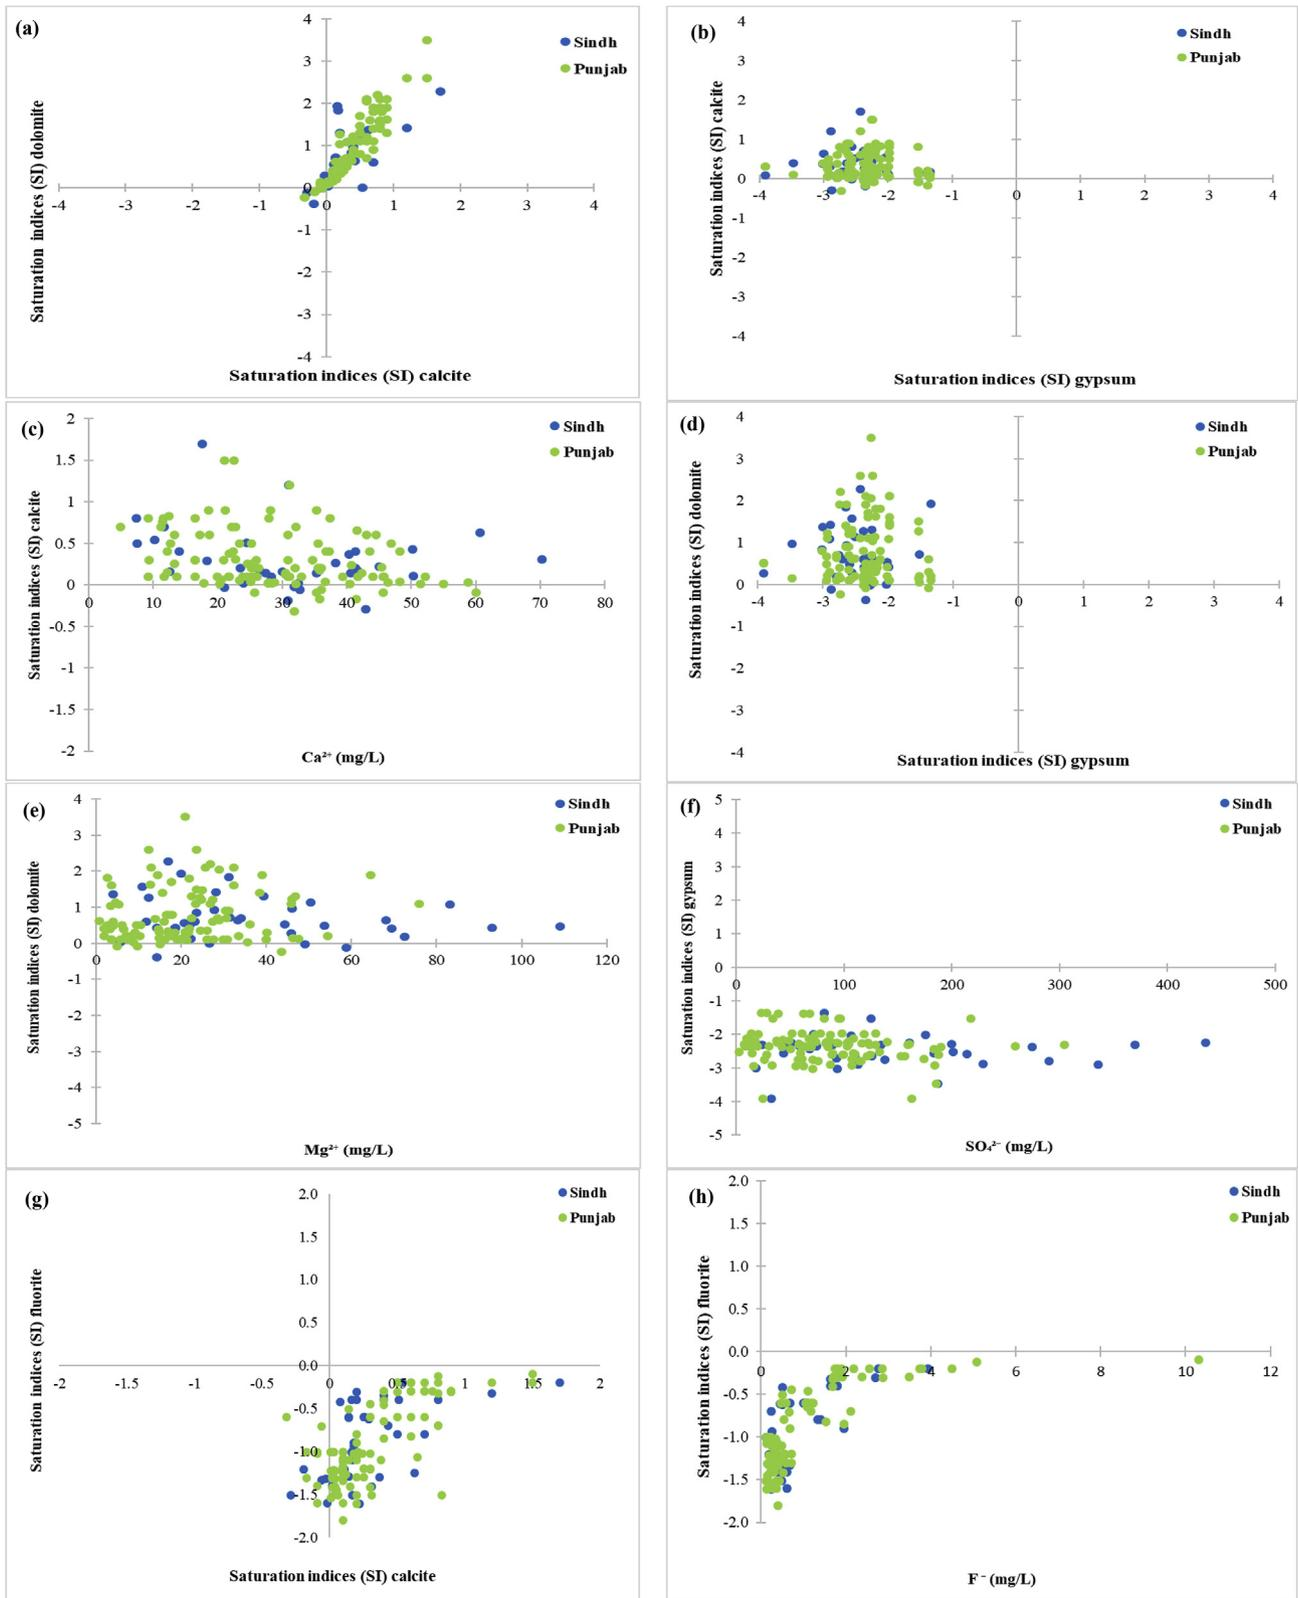 (a)
4
3
2
1
0
-1
-2
-3
-4
-4 -3 -2 -1 0 1 2 3 4
Sindh
Punjab
Saturation indices (SI) dolomite
Saturation indices (SI) calcite
(b)
4
3
2
1
0
-1
-2
-3
-4
-4 -3 -2 -1 0 1 2 3 4
Sindh
Punjab
Saturation indices (SI) calcite
Saturation indices (SI) gypsum
(c)
2
1.5
1
0.5
0
-0.5
-1
-1.5
-2
0 10 20 30 40 50 60 70 80
Sindh
Punjab
Saturation indices (SI) calcite
Ca²⁺ (mg/L)
(d)
4
3
2
1
0
-1
-2
-3
-4
-4 -3 -2 -1 0 1 2 3 4
Sindh
Punjab
Saturation indices (SI) dolomite
Saturation indices (SI) gypsum
(e)
4
3
2
1
0
-1
-2
-3
-4
-5
0 20 40 60 80 100 120
Sindh
Punjab
Saturation indices (SI) dolomite
Mg²⁺ (mg/L)
(f)
5
4
3
2
1
0
-1
-2
-3
-4
-5
0 100 200 300 400 500
Sindh
Punjab
Saturation indices (SI) gypsum
SO₄²⁻ (mg/L)
(g)
2.0
1.5
1.0
0.5
0.0
-0.5
-1.0
-1.5
-2.0
-2 -1.5 -1 -0.5 0 0.5 1 1.5 2
Sindh
Punjab
Saturation indices (SI) fluorite
Saturation indices (SI) calcite
(h)
2.0
1.5
1.0
0.5
0.0
-0.5
-1.0
-1.5
-2.0
0 2 4 6 8 10 12
Sindh
Punjab
Saturation indices (SI) fluorite
F⁻ (mg/L)